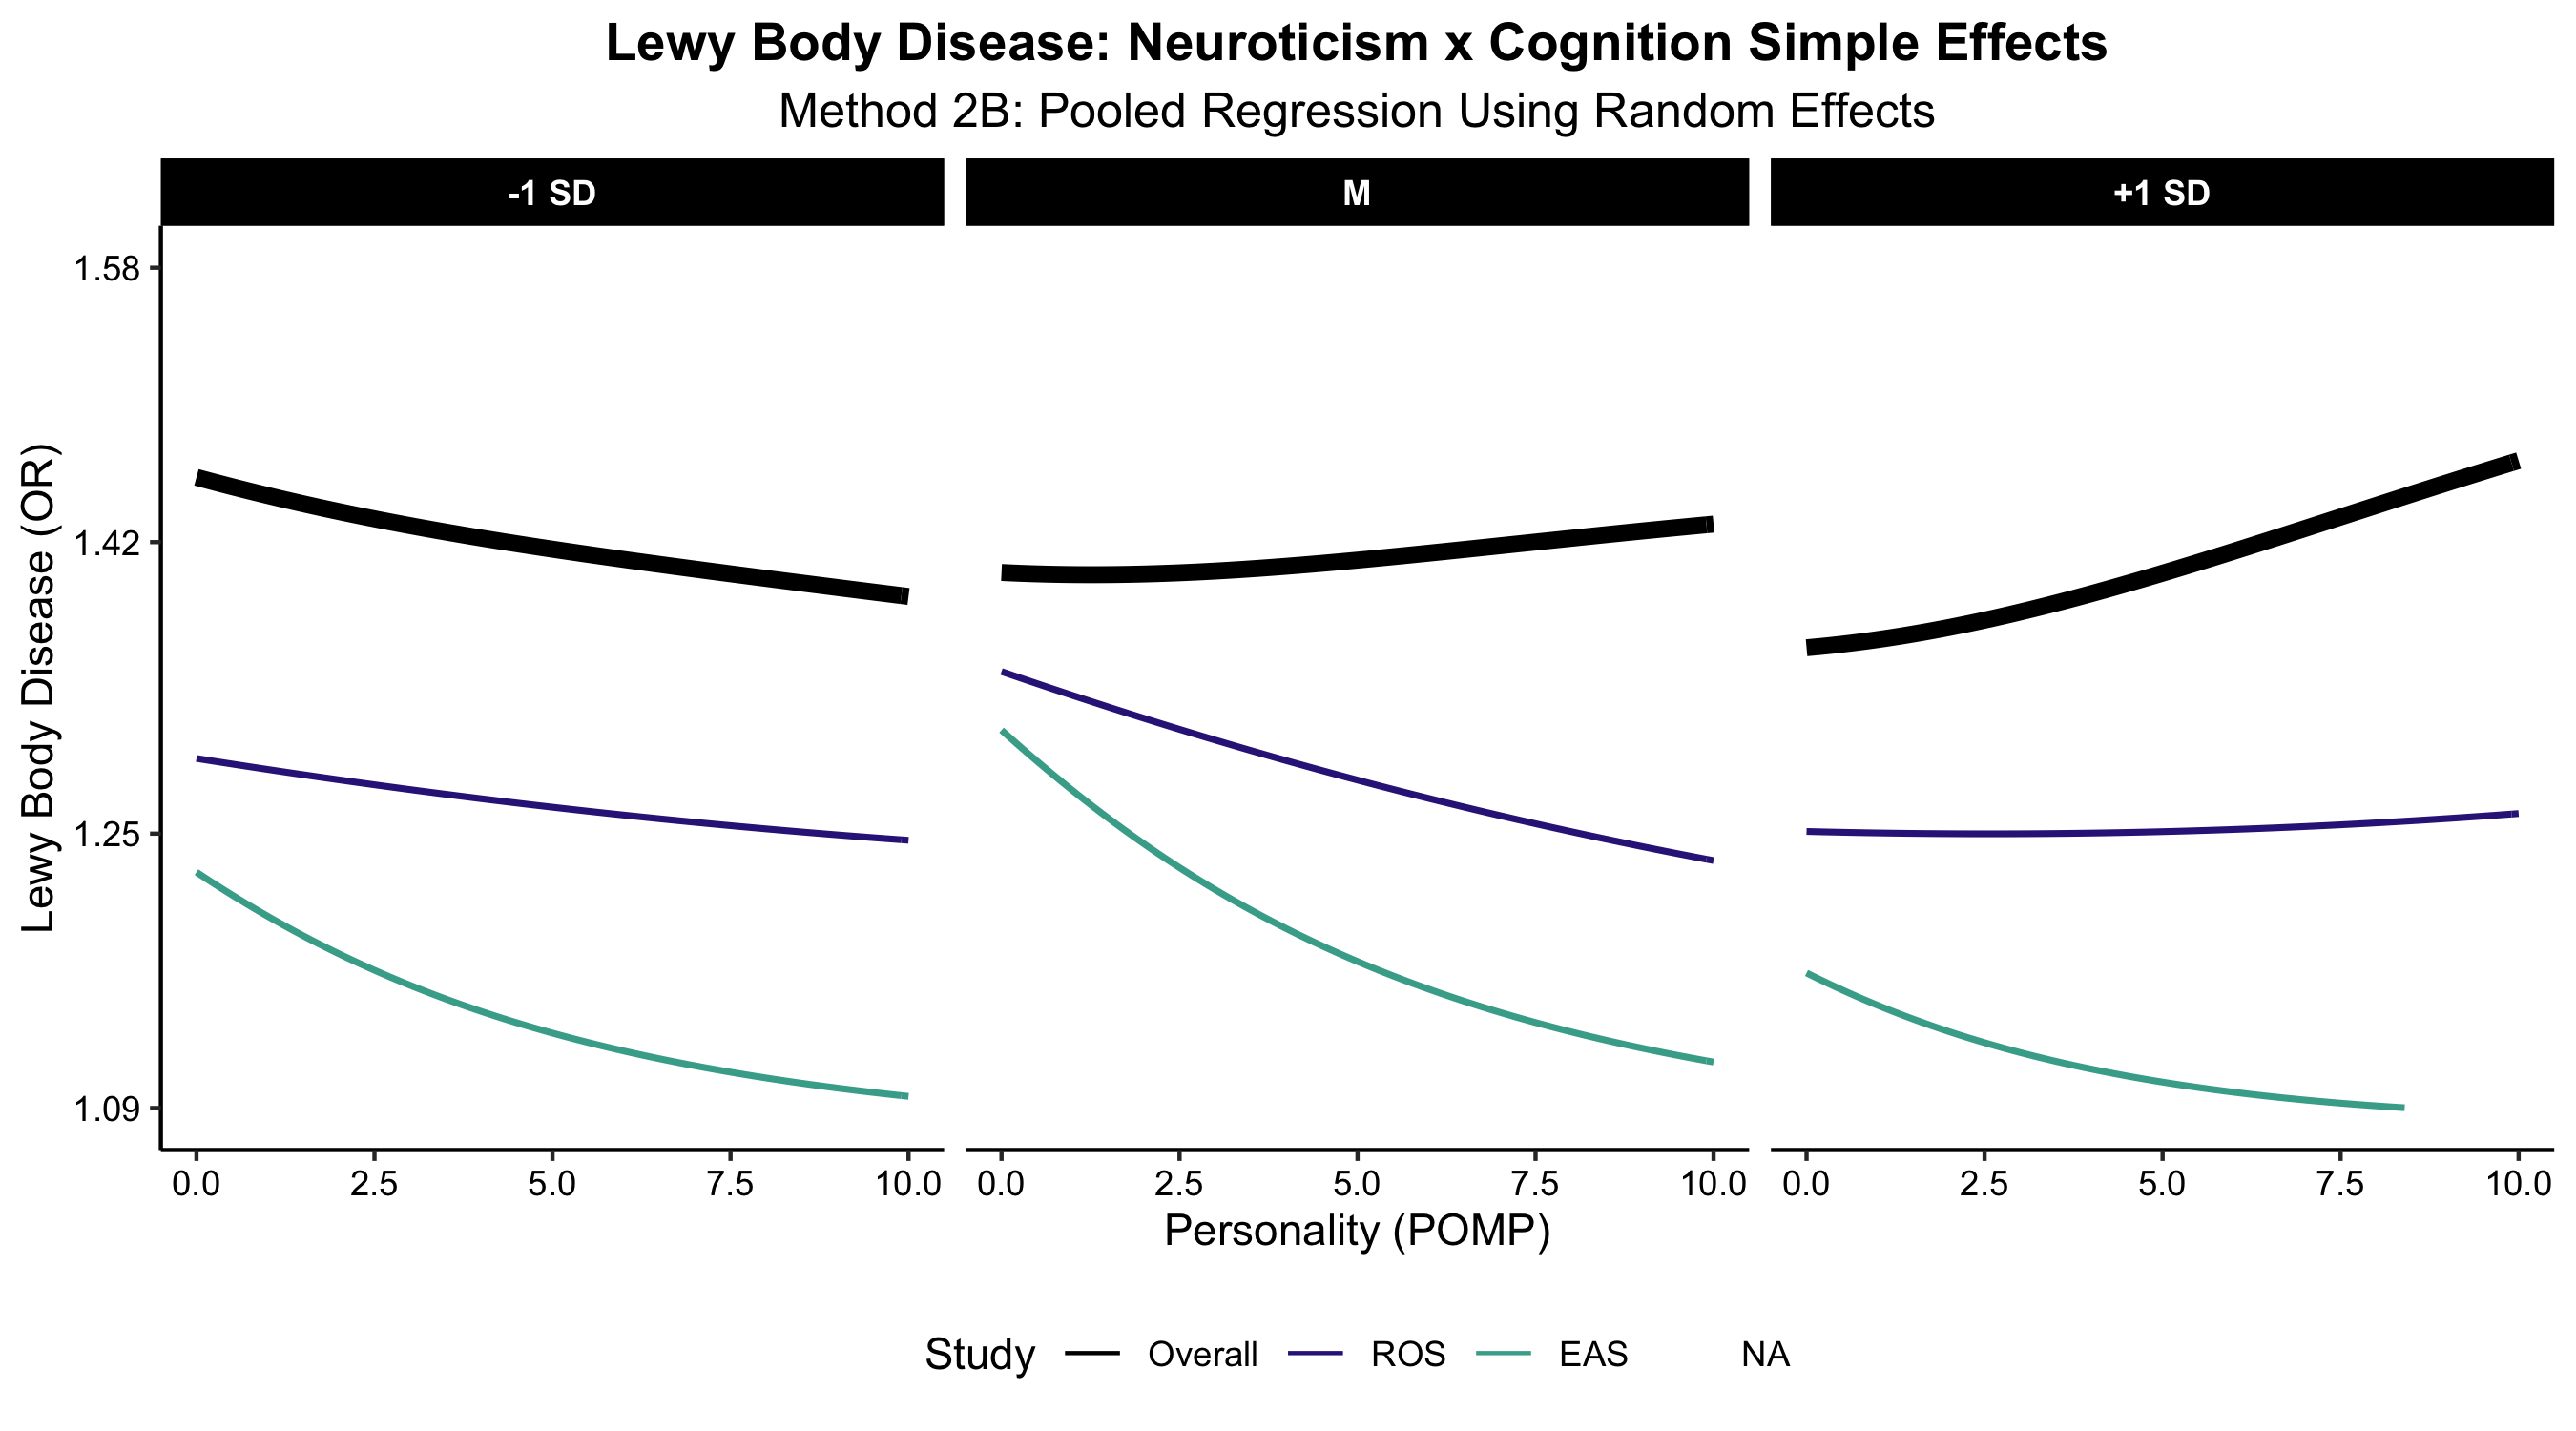 Lewy Body Disease: Neuroticism x Cognition Simple Effects
Method 2B: Pooled Regression Using Random Effects
-1 SD M +1 SD
Lewy Body Disease (OR)
1.58
1.42
1.25
1.09
0.0 2.5 5.0 7.5 10.0 0.0 2.5 5.0 7.5 10.0 0.0 2.5 5.0 7.5 10.0
Personality (POMP)
Study Overall ROS EAS NA